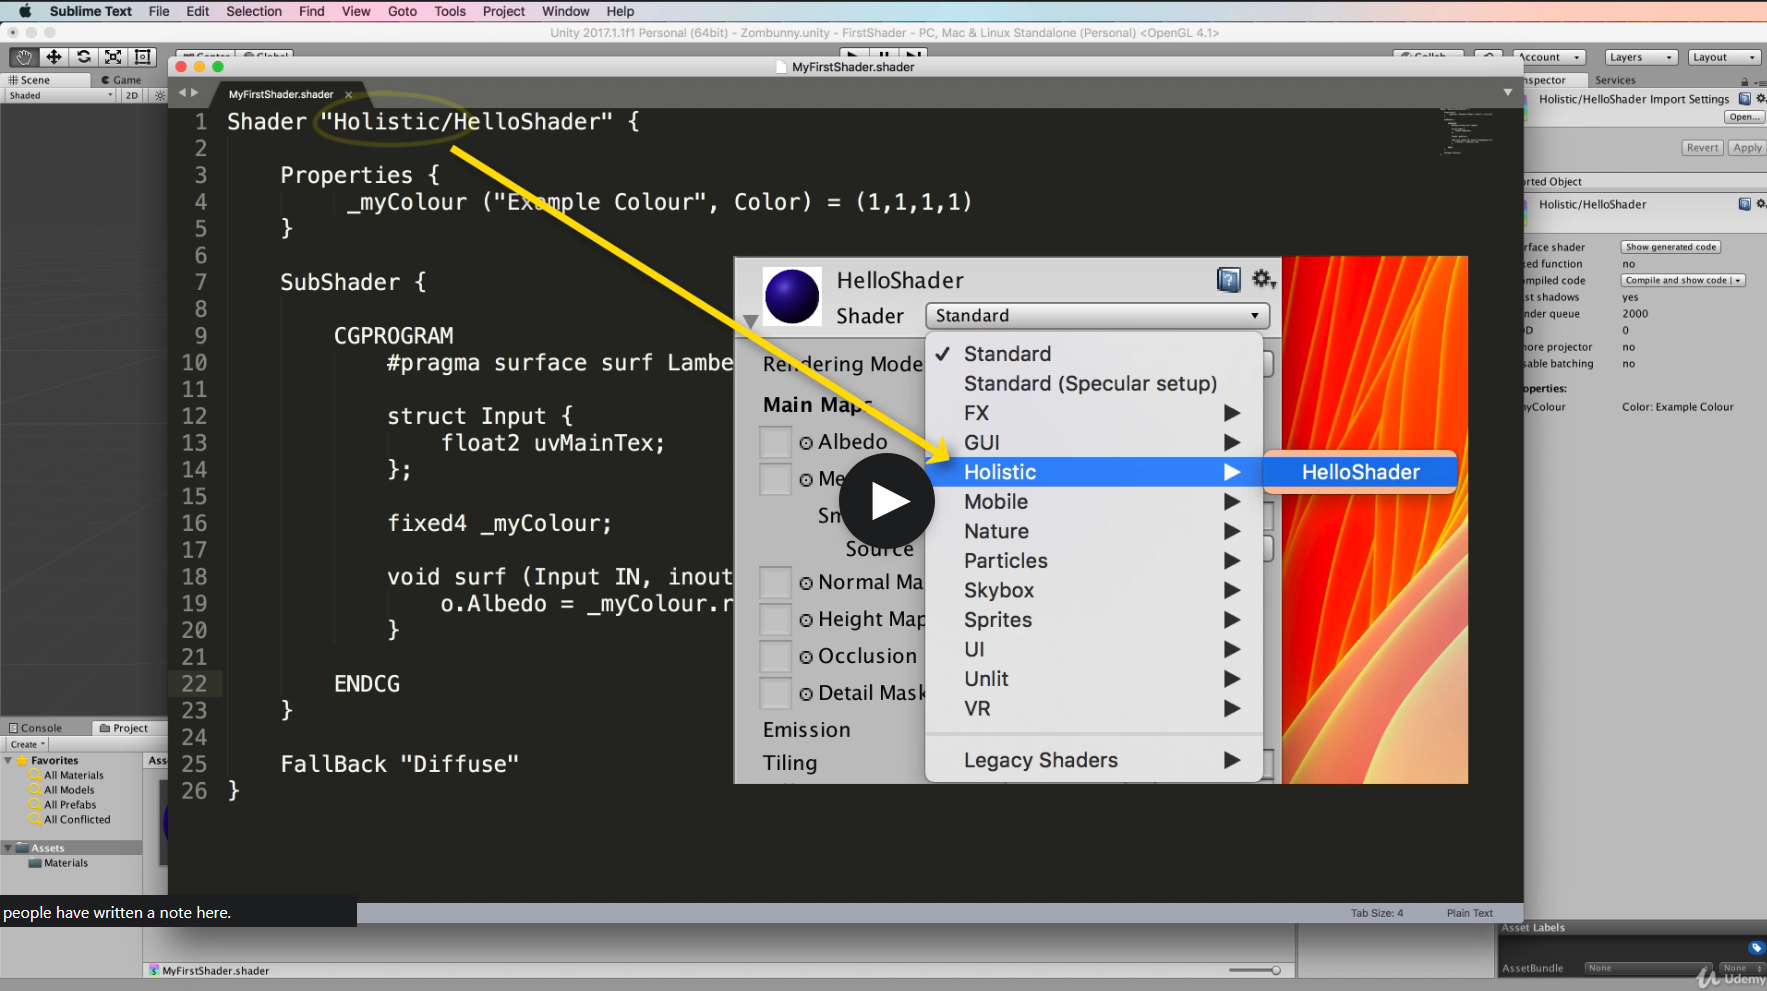 Sublime Text File Edit Selection Find View Goto Tools Project Window Help
Unity 2017.1.1f1 Personal (64bit) - Zombunny.unity - FirstShader - PC, Mac & Linux Standalone (Personal) <OpenGL 4.1>
Account Layers Layout
MyFirstShader.shader
Scene Game
Inspector Services
Shaded 2D
MyFirstShader.shader
Holistic/HelloShader Import Settings
Open...
Revert Apply
1 Shader "Holistic/HelloShader" {
2
3 Properties {
4 _myColour ("Example Colour", Color) = (1,1,1,1)
5 }
6
7 SubShader {
8
9 CGPROGRAM
10 #pragma surface surf Lambe
11
12 struct Input {
13 float2 uvMainTex;
14 };
15
16 fixed4 _myColour;
17
18 void surf (Input IN, inout
19 o.Albedo = _myColour.r
20 }
21
22 ENDCG
23 }
24
25 FallBack "Diffuse"
26 }
HelloShader
Shader Standard
Rendering Mode
Main Maps
Albedo
Me
Sm
Source
Normal Ma
Height Map
Occlusion
Detail Mask
Emission
Tiling
Standard
Standard (Specular setup)
FX
GUI
Holistic
HelloShader
Mobile
Nature
Particles
Skybox
Sprites
UI
Unlit
VR
Legacy Shaders
orted Object
Holistic/HelloShader
rface shader Show generated code
ed function no
mpiled code Compile and show code
st shadows yes
nder queue 2000
D 0
nore projector no
sable batching no
operties:
yColour Color: Example Colour
Console Project
Create
Favorites
All Materials
All Models
All Prefabs
All Conflicted
Assets
Materials
Ass
people have written a note here.
Tab Size: 4 Plain Text
MyFirstShader.shader
Asset Labels
AssetBundle None None
Udemy